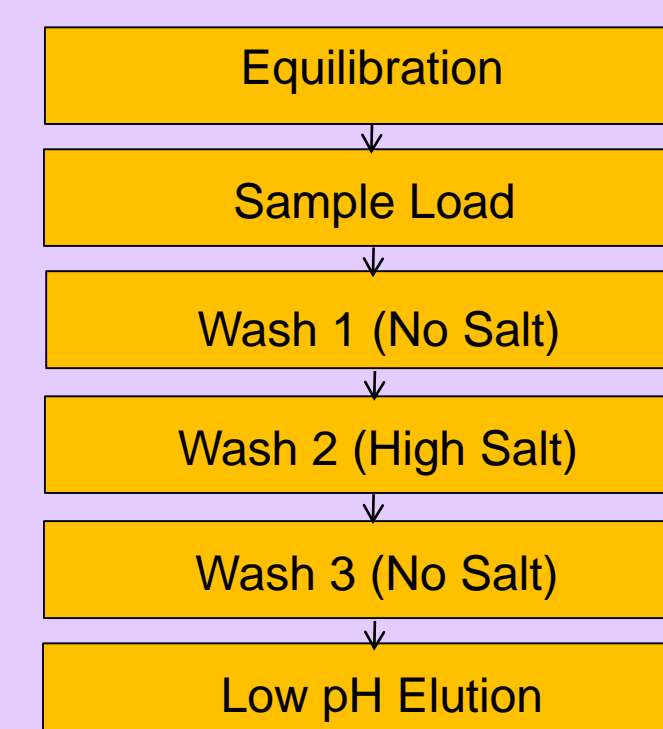 Equilibration
Sample Load
Wash 1 (No Salt)
Wash 2 (High Salt)
Wash 3 (No Salt)
Low pH Elution